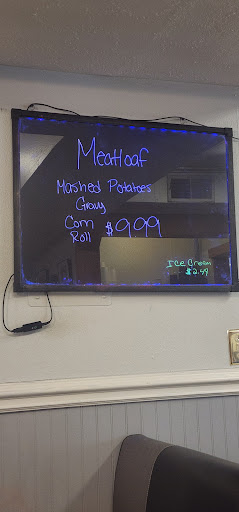 Meatloaf
Mashed Potatoes
Gravy
Corn
Roll $9.99
Ice Cream
$2.49